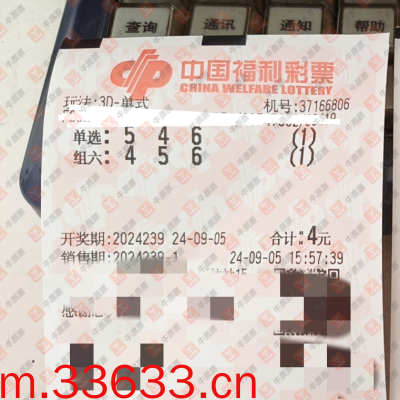 查询 通讯 通知 帮助
中国福利彩票
CHINA WELFARE LOTTERY
玩法:3D-单式 机号:37166806
单选: 5 4 6 (1)
组六: 4 5 6 (1)
开奖期:2024239 24-09-05 合计:4元
销售期:2024239-1 24-09-05 15:57:39
m.33633.cn